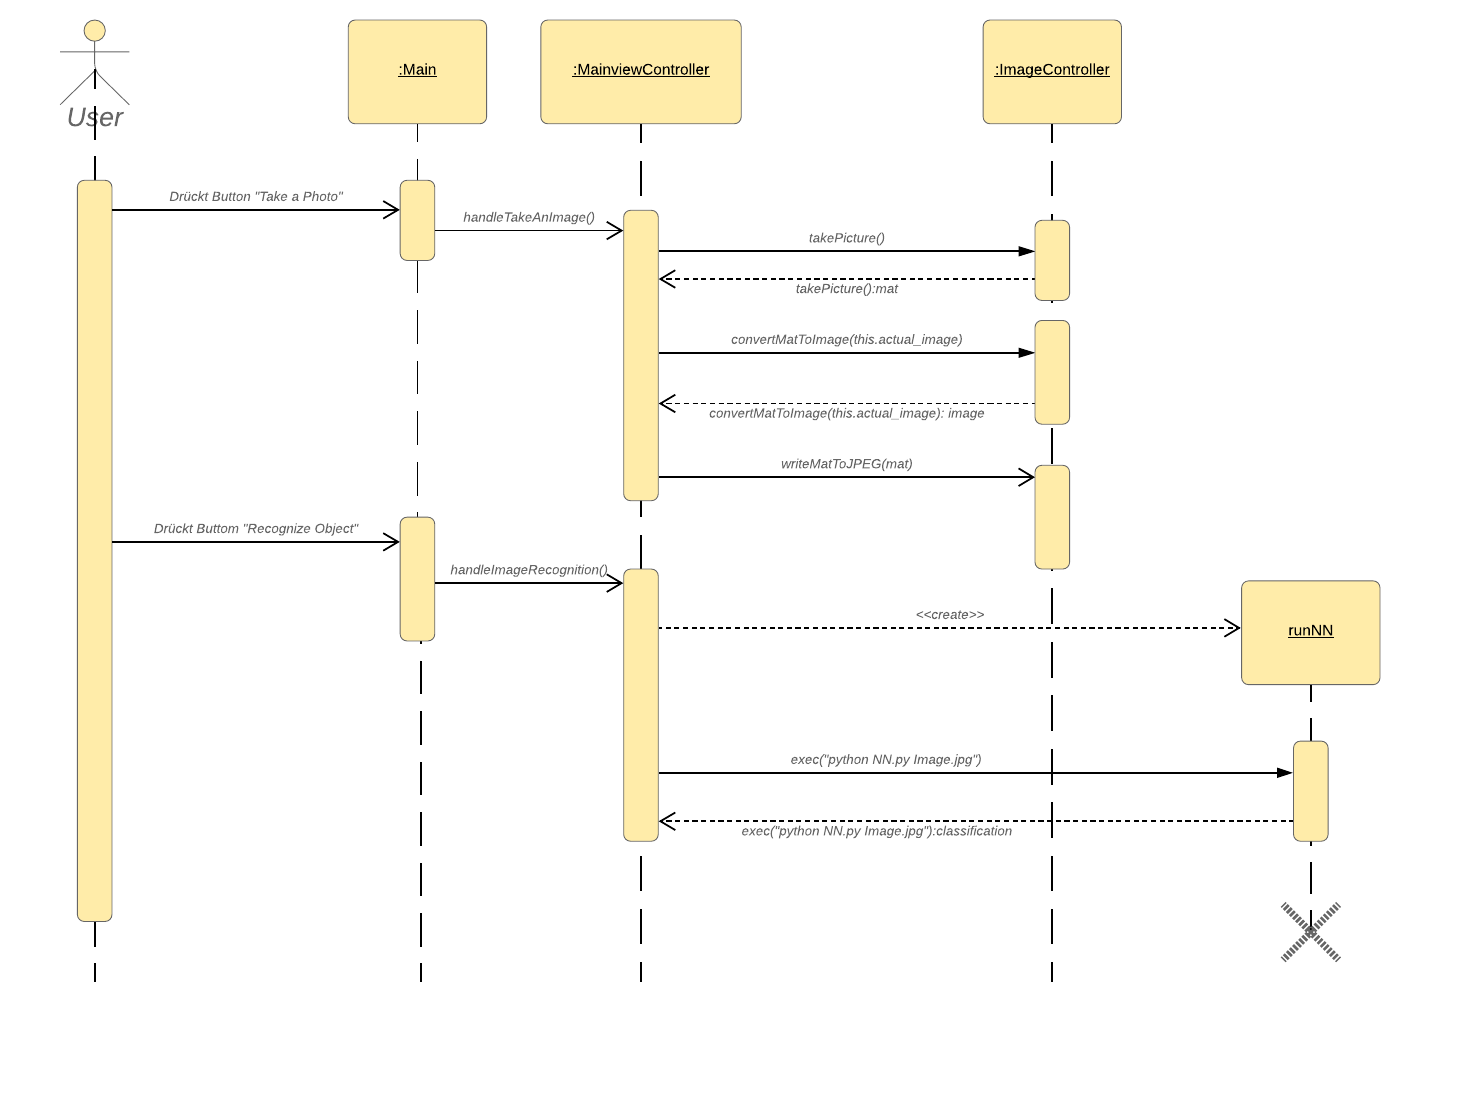 User
:Main
:MainviewController
:ImageController
Drückt Button "Take a Photo"
handleTakeAnImage()
takePicture()
takePicture():mat
convertMatToImage(this.actual_image)
convertMatToImage(this.actual_image): image
writeMatToJPEG(mat)
Drückt Buttom "Recognize Object"
handleImageRecognition()
<<create>>
runNN
exec("python NN.py Image.jpg")
exec("python NN.py Image.jpg"):classification